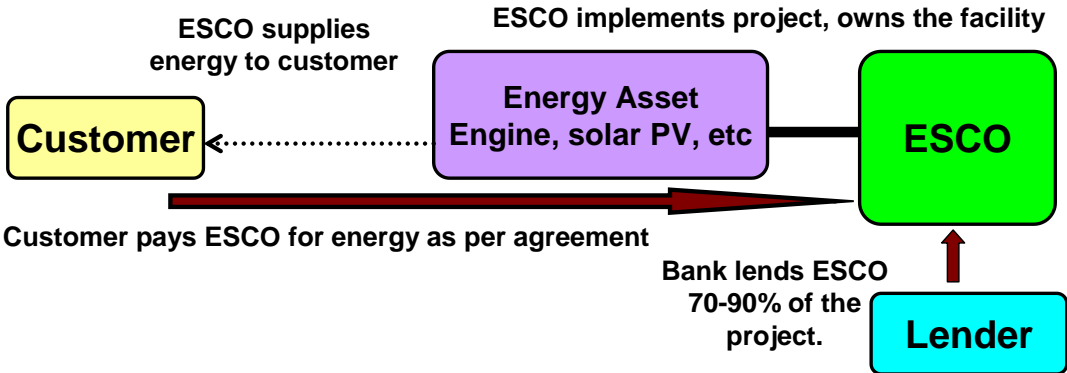 ESCO implements project, owns the facility
ESCO supplies
energy to customer
Energy Asset
Engine, solar PV, etc
Customer
ESCO
Customer pays ESCO for energy as per agreement
Bank lends ESCO
70-90% of the
project.
Lender